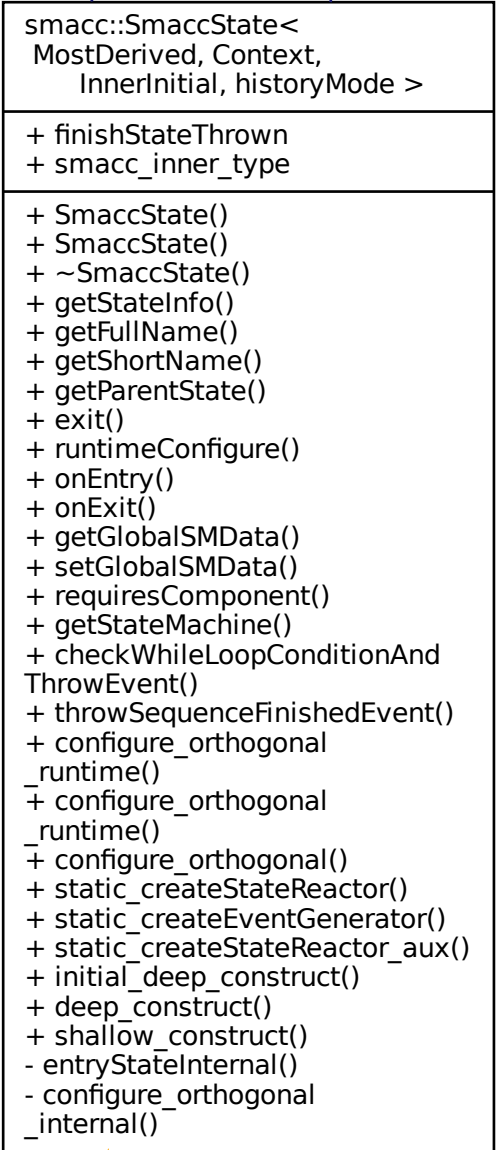 smacc::SmaccState<
MostDerived, Context,
InnerInitial, historyMode >
+ finishStateThrown
+ smacc_inner_type
+ SmaccState()
+ SmaccState()
+ ~SmaccState()
+ getStateInfo()
+ getFullName()
+ getShortName()
+ getParentState()
+ exit()
+ runtimeConfigure()
+ onEntry()
+ onExit()
+ getGlobalSMData()
+ setGlobalSMData()
+ requiresComponent()
+ getStateMachine()
+ checkWhileLoopConditionAnd
ThrowEvent()
+ throwSequenceFinishedEvent()
+ configure_orthogonal
_runtime()
+ configure_orthogonal
_runtime()
+ configure_orthogonal()
+ static_createStateReactor()
+ static_createEventGenerator()
+ static_createStateReactor_aux()
+ initial_deep_construct()
+ deep_construct()
+ shallow_construct()
- entryStateInternal()
- configure_orthogonal
_internal()